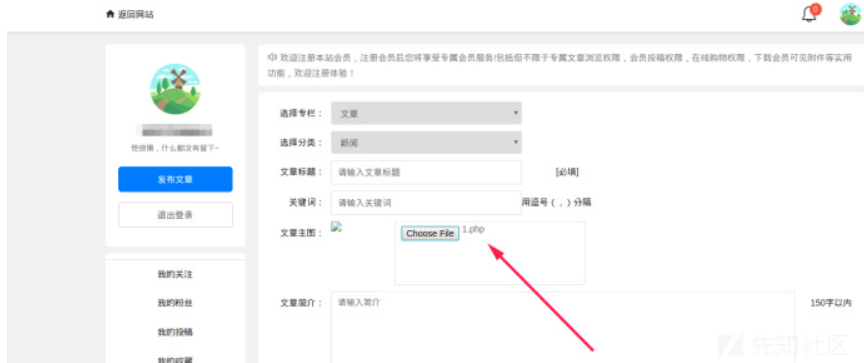 返回网站
欢迎注册本站会员，注册会员后您将享受专属会员服务!包括但不限于专属文章浏览权限，会员投稿权限，在线购物权限，下载会员可见附件等实用
功能，欢迎注册体验！
他很懒，什么都没有留下~
发布文章
退出登录
我的关注
我的粉丝
我的投稿
我的收藏
选择专栏： 文章
选择分类： 新闻
文章标题： 请输入文章标题 [必填]
关键词： 请输入关键词 用逗号（，）分隔
文章主图： Choose File 1.php
文章简介： 请输入简介 150字以内
先知社区